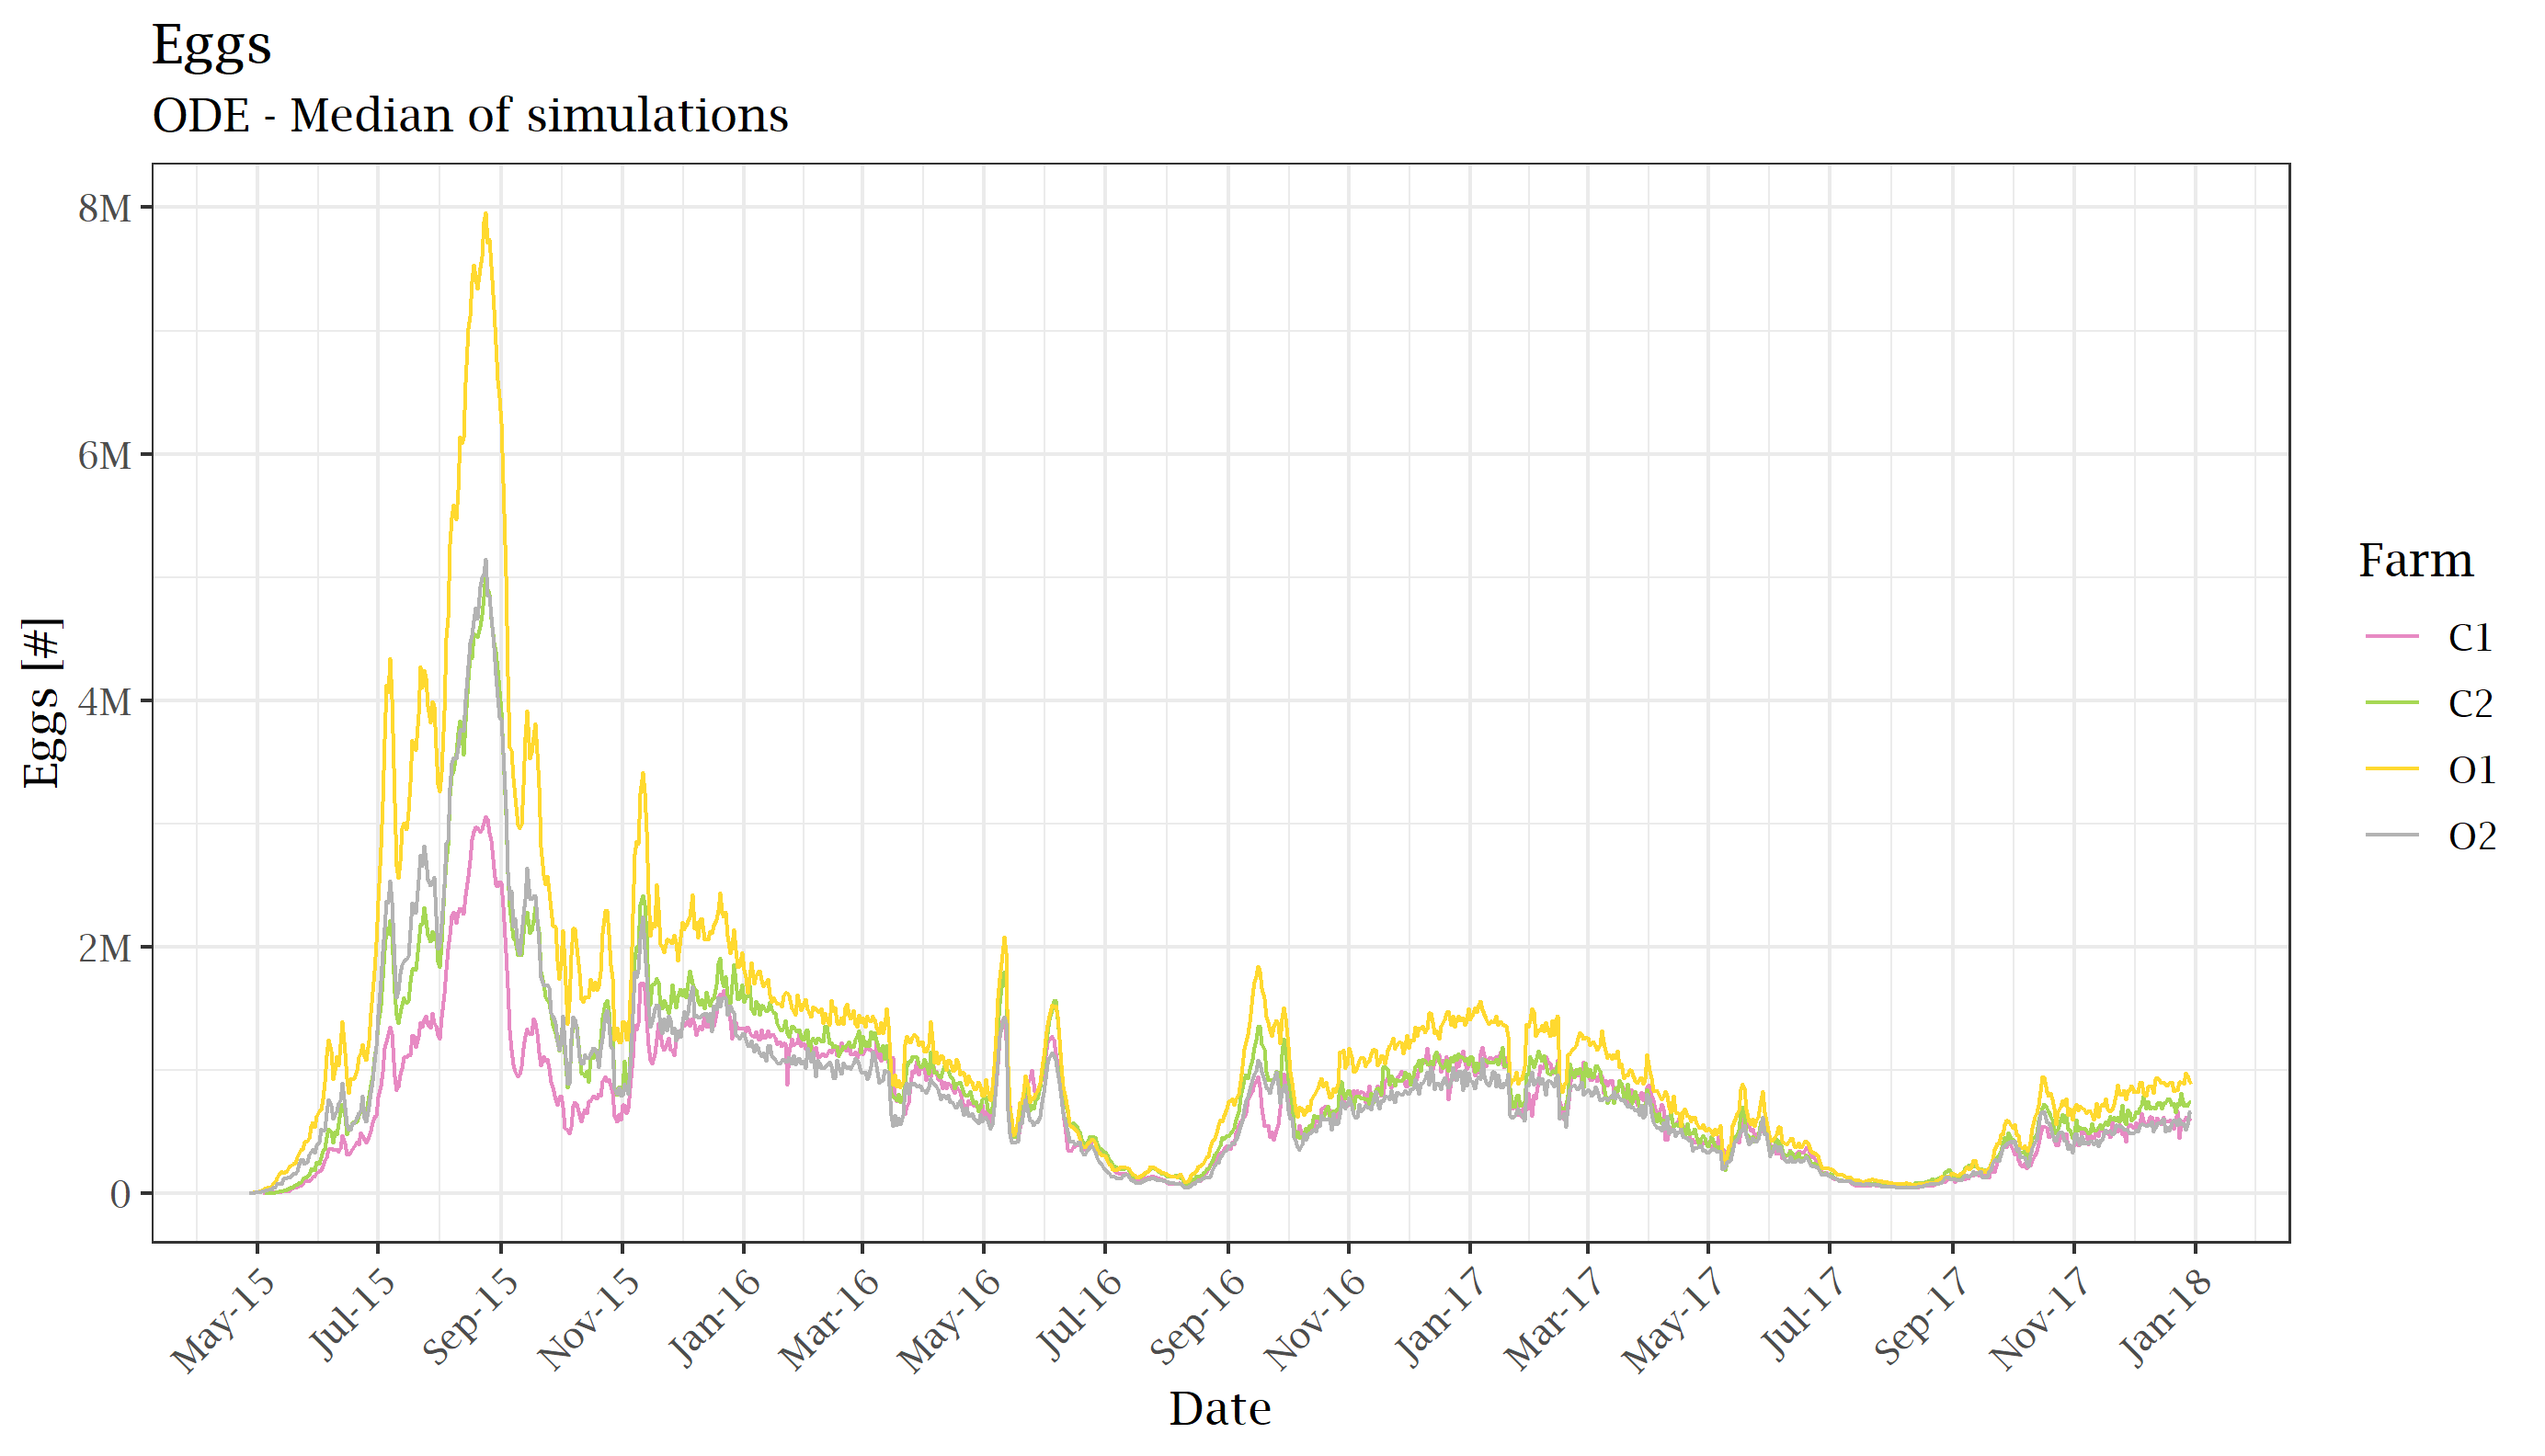 Eggs
ODE - Median of simulations
Eggs [#]
8M
6M
4M
2M
0
May-15
Jul-15
Sep-15
Nov-15
Jan-16
Mar-16
May-16
Jul-16
Sep-16
Nov-16
Jan-17
Mar-17
May-17
Jul-17
Sep-17
Nov-17
Jan-18
Date
Farm
C1
C2
O1
O2